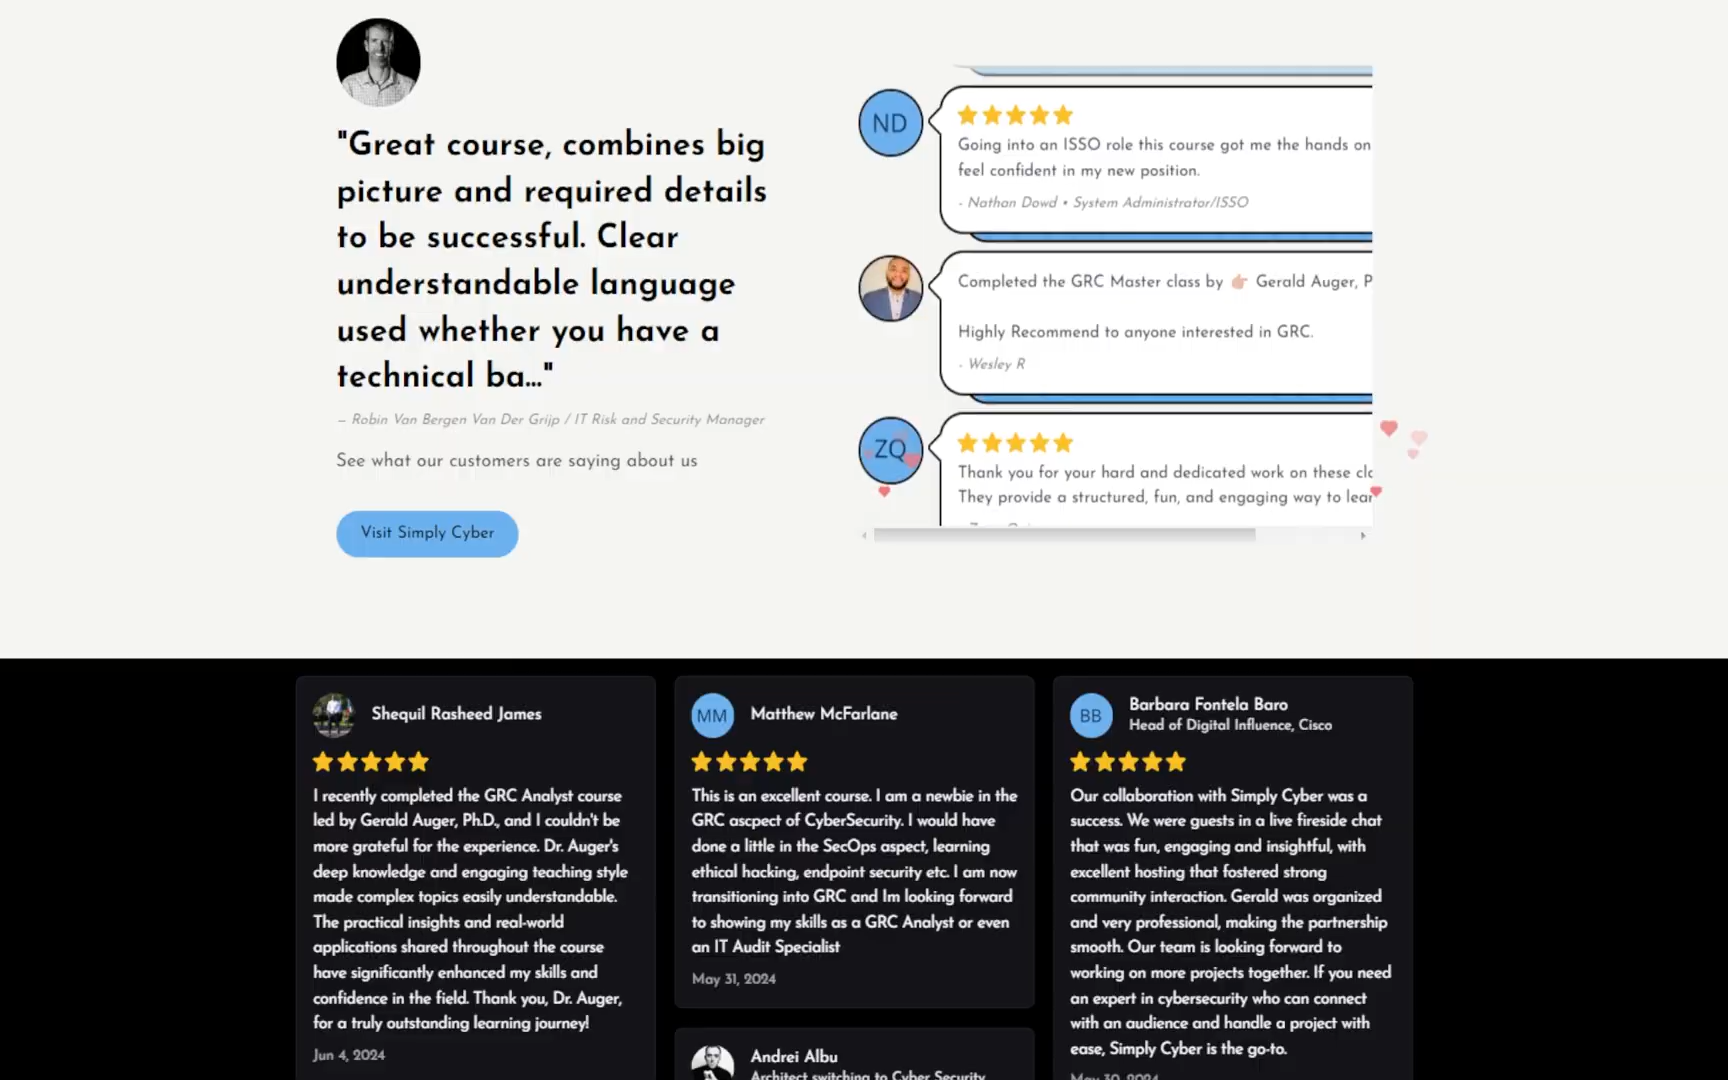 "Great course, combines big
picture and required details
to be successful. Clear
understandable language
used whether you have a
technical ba..."
– Robin Van Bergen Van Der Grijp / IT Risk and Security Manager
See what our customers are saying about us
Visit Simply Cyber
ND
Going into an ISSO role this course got me the hands on
feel confident in my new position.
- Nathan Dowd • System Administrator/ISSO
Completed the GRC Master class by 👉🏼 Gerald Auger, P
Highly Recommend to anyone interested in GRC.
- Wesley R
ZQ
Thank you for your hard and dedicated work on these
They provide a structured, fun, and engaging way to
Shequil Rasheed James
I recently completed the GRC Analyst course
led by Gerald Auger, Ph.D., and I couldn't be
more grateful for the experience. Dr. Auger's
deep knowledge and engaging teaching style
made complex topics easily understandable.
The practical insights and real-world
applications shared throughout the course
have significantly enhanced my skills and
confidence in the field. Thank you, Dr. Auger,
for a truly outstanding learning journey!
Jun 4, 2024
MM
Matthew McFarlane
This is an excellent course. I am a newbie in the
GRC ascpect of CyberSecurity. I would have
done a little in the SecOps aspect, learning
ethical hacking, endpoint security etc. I am now
transitioning into GRC and Im looking forward
to showing my skills as a GRC Analyst or even
an IT Audit Specialist
May 31, 2024
Andrei Albu
Architect switching to Cyber Security
BB
Barbara Fontela Baro
Head of Digital Influence, Cisco
Our collaboration with Simply Cyber was a
success. We were guests in a live fireside chat
that was fun, engaging and insightful, with
excellent hosting that fostered strong
community interaction. Gerald was organized
and very professional, making the partnership
smooth. Our team is looking forward to
working on more projects together. If you need
an expert in cybersecurity who can connect
with an audience and handle a project with
ease, Simply Cyber is the go-to.
May 30, 2024